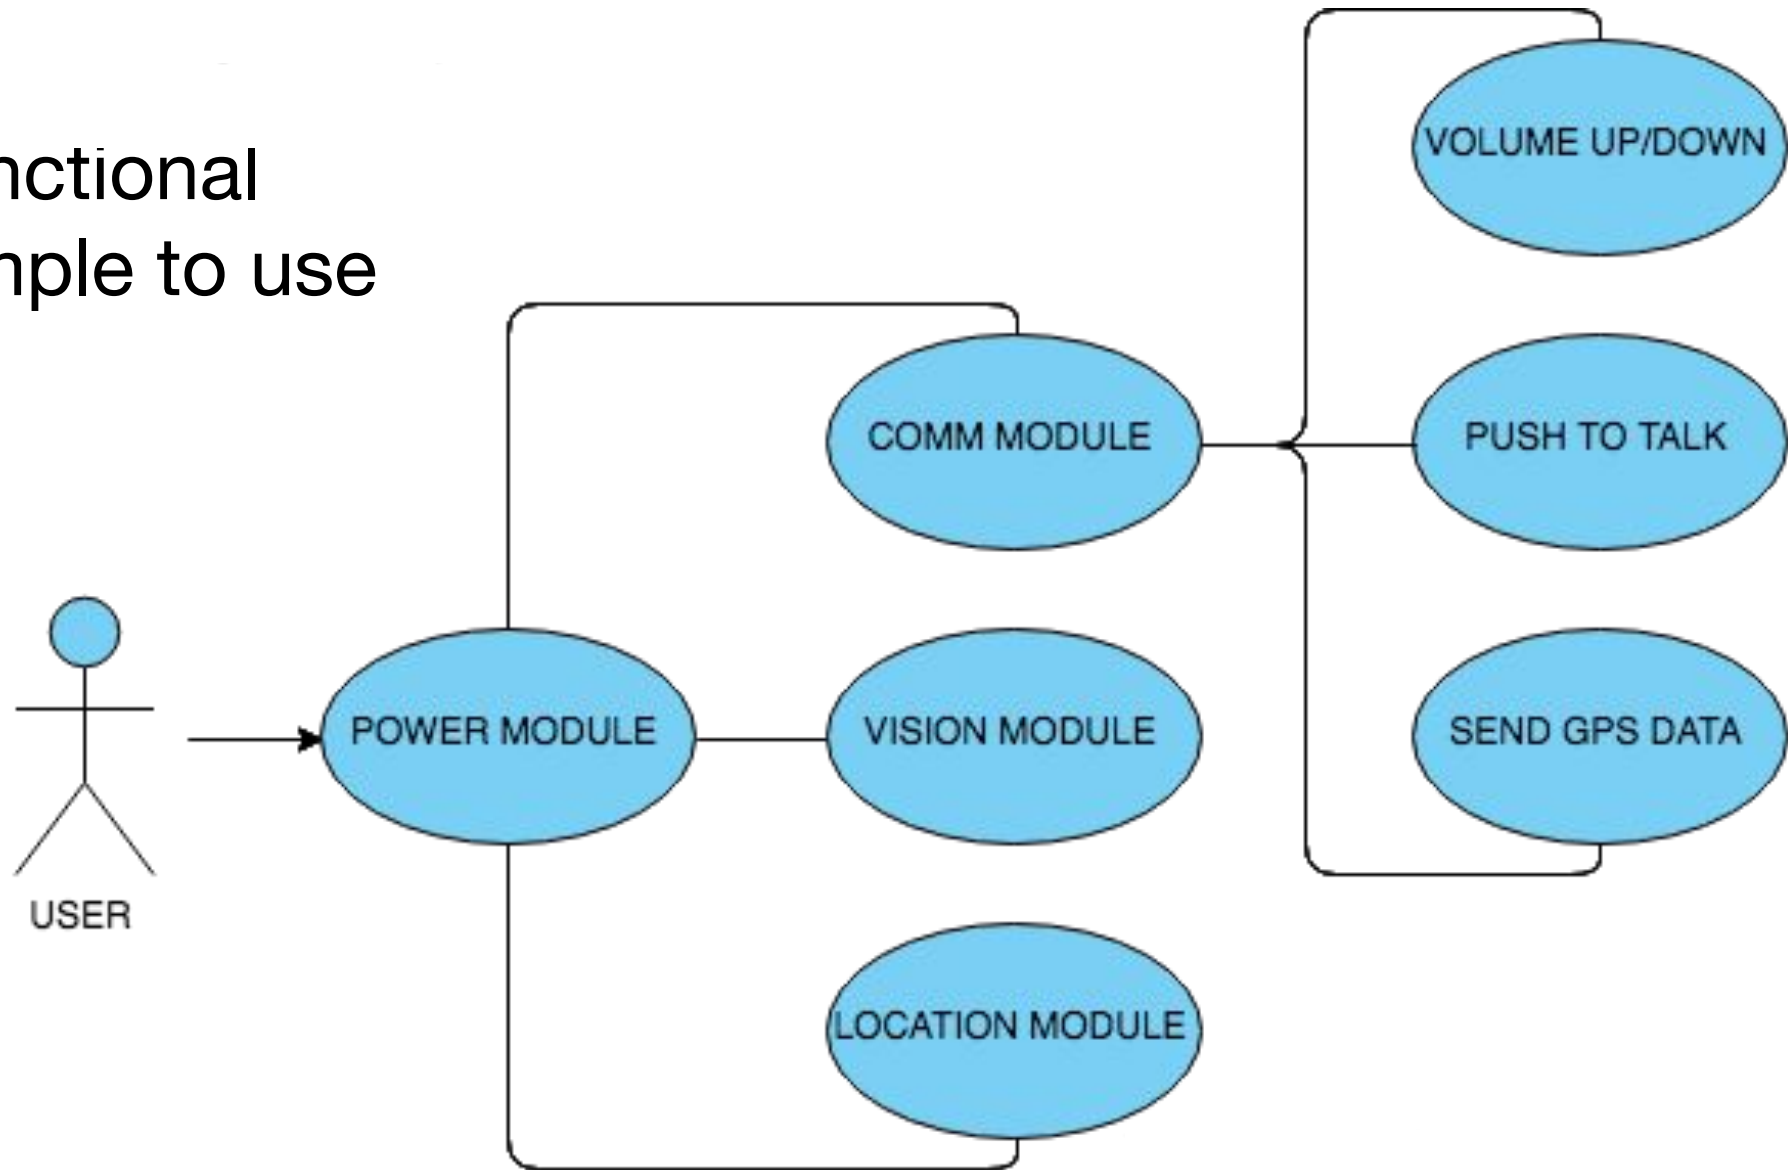 nctional
nple to use
VOLUME UP/DOWN
COMM MODULE
PUSH TO TALK
POWER MODULE
VISION MODULE
SEND GPS DATA
USER
LOCATION MODULE